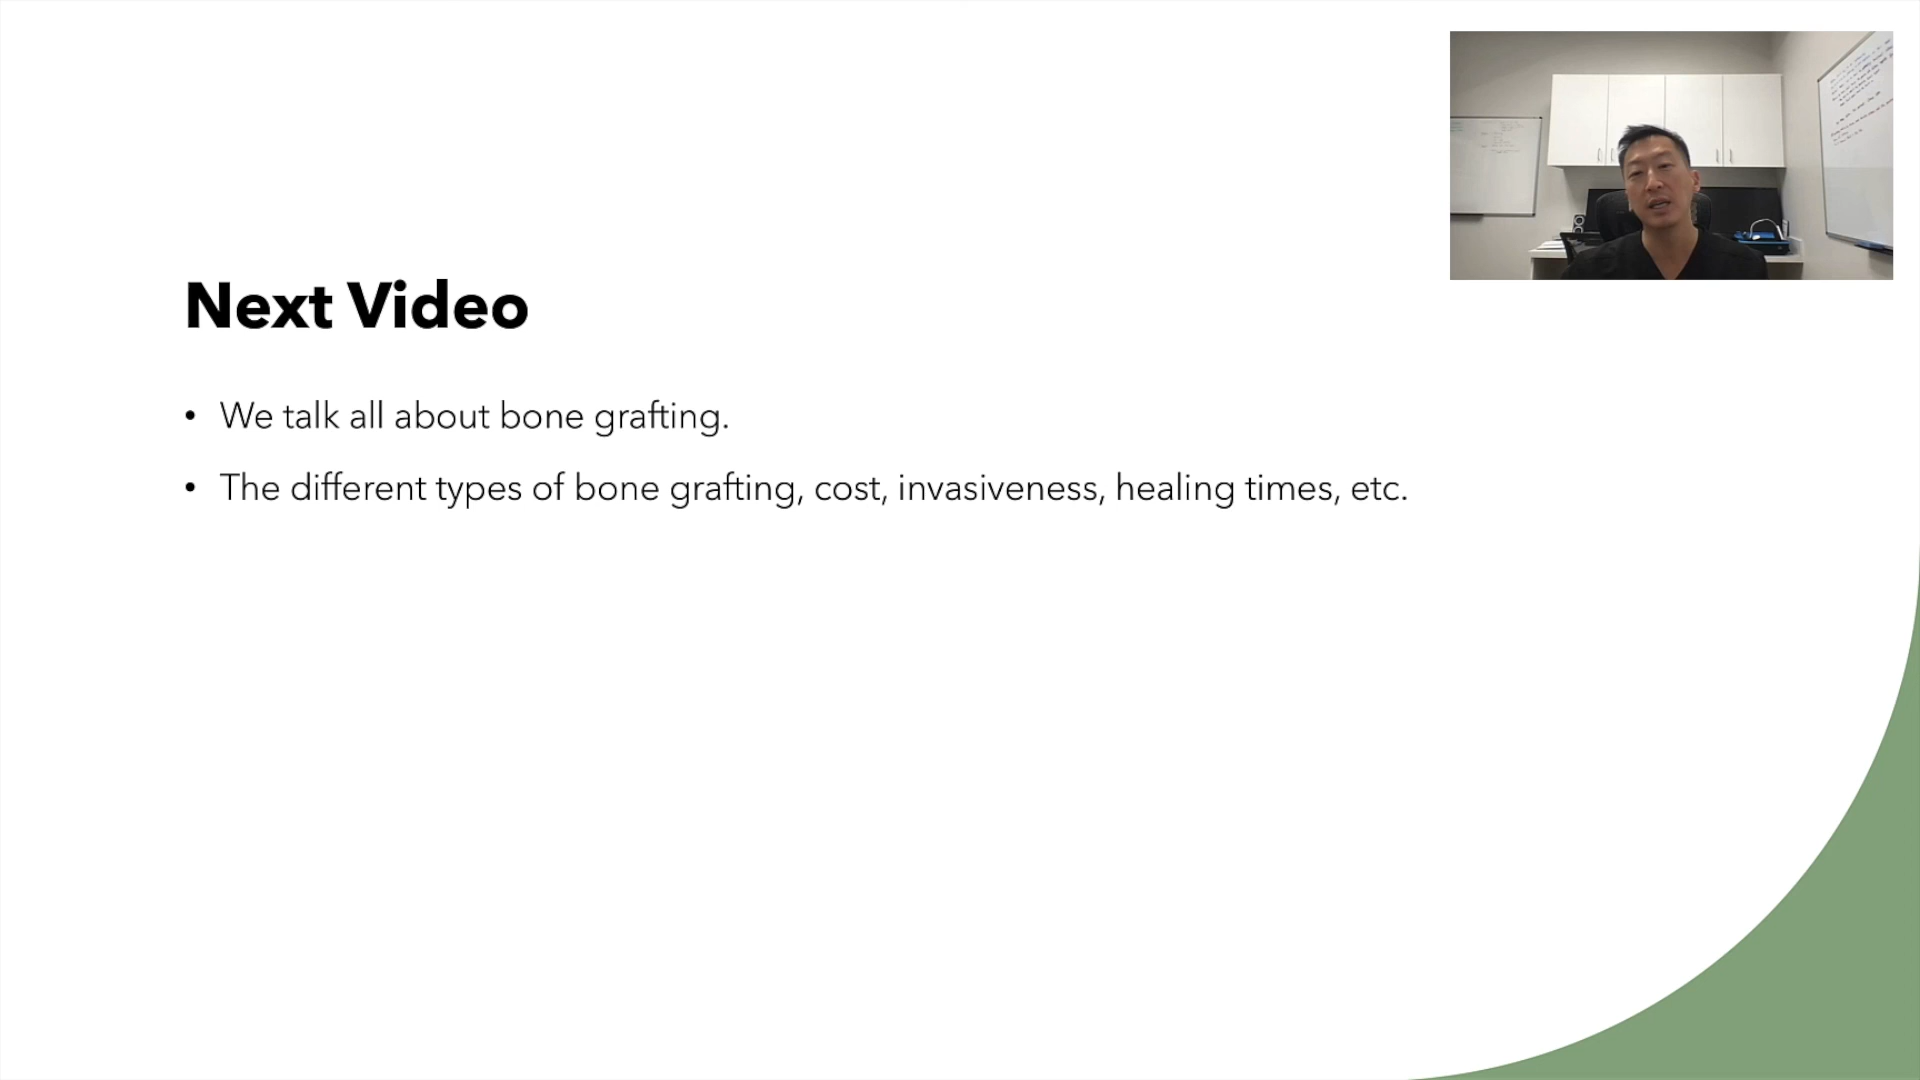 Next Video
• We talk all about bone grafting.
• The different types of bone grafting, cost, invasiveness, healing times, etc.